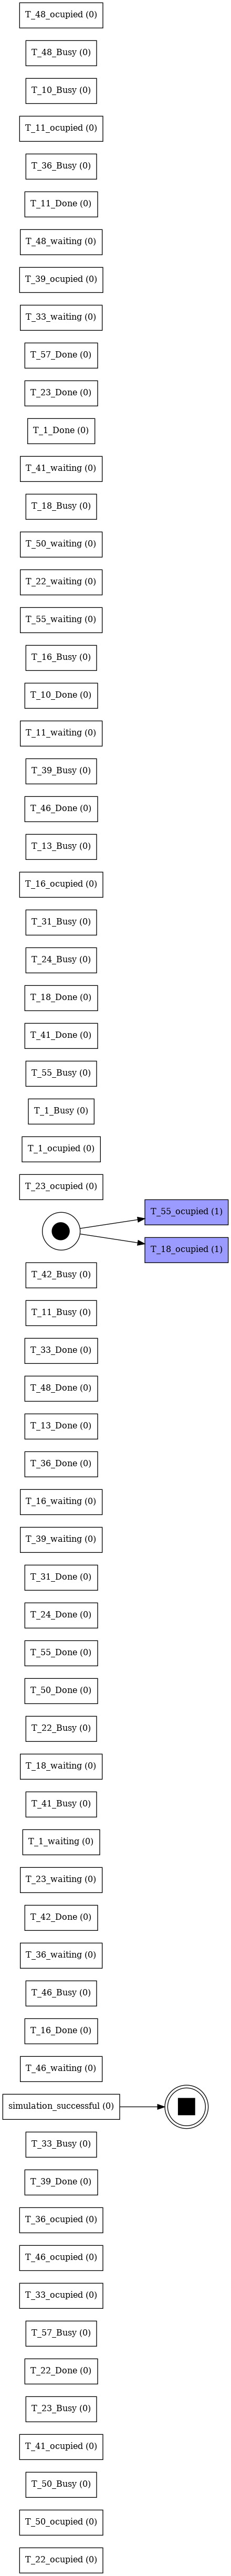 T_48_ocupied (0)
T_48_Busy (0)
T_10_Busy (0)
T_11_ocupied (0)
T_36_Busy (0)
T_11_Done (0)
T_48_waiting (0)
T_39_ocupied (0)
T_33_waiting (0)
T_57_Done (0)
T_23_Done (0)
T_1_Done (0)
T_41_waiting (0)
T_18_Busy (0)
T_50_waiting (0)
T_22_waiting (0)
T_55_waiting (0)
T_16_Busy (0)
T_10_Done (0)
T_11_waiting (0)
T_39_Busy (0)
T_46_Done (0)
T_13_Busy (0)
T_16_ocupied (0)
T_31_Busy (0)
T_24_Busy (0)
T_18_Done (0)
T_41_Done (0)
T_55_Busy (0)
T_1_Busy (0)
T_1_ocupied (0)
T_23_ocupied (0)
T_55_ocupied (1)
T_18_ocupied (1)
T_42_Busy (0)
T_11_Busy (0)
T_33_Done (0)
T_48_Done (0)
T_13_Done (0)
T_36_Done (0)
T_16_waiting (0)
T_39_waiting (0)
T_31_Done (0)
T_24_Done (0)
T_55_Done (0)
T_50_Done (0)
T_22_Busy (0)
T_18_waiting (0)
T_41_Busy (0)
T_1_waiting (0)
T_23_waiting (0)
T_42_Done (0)
T_36_waiting (0)
T_46_Busy (0)
T_16_Done (0)
T_46_waiting (0)
simulation_successful (0)
T_33_Busy (0)
T_39_Done (0)
T_36_ocupied (0)
T_46_ocupied (0)
T_33_ocupied (0)
T_57_Busy (0)
T_22_Done (0)
T_23_Busy (0)
T_41_ocupied (0)
T_50_Busy (0)
T_50_ocupied (0)
T_22_ocupied (0)